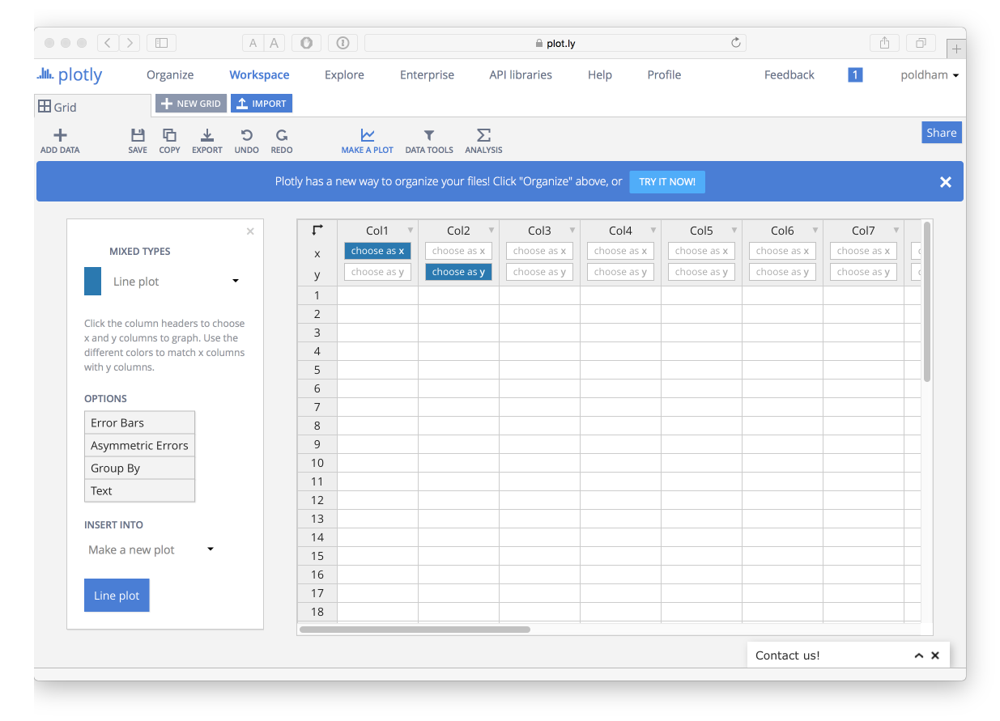 A A plot.ly
plotly Organize Workspace Explore Enterprise API libraries Help Profile Feedback 1 poldham
Grid NEW GRID IMPORT
ADD DATA SAVE COPY EXPORT UNDO REDO MAKE A PLOT DATA TOOLS ANALYSIS Share
Plotly has a new way to organize your files! Click "Organize" above, or TRY IT NOW!
MIXED TYPES
Line plot
Click the column headers to choose
x and y columns to graph. Use the
different colors to match x columns
with y columns.
OPTIONS
Error Bars
Asymmetric Errors
Group By
Text
INSERT INTO
Make a new plot
Line plot
Col1 Col2 Col3 Col4 Col5 Col6 Col7
x choose as x choose as x choose as x choose as x choose as x choose as x choose as x c
y choose as y choose as y choose as y choose as y choose as y choose as y choose as y c
1
2
3
4
5
6
7
8
9
10
11
12
13
14
15
16
17
18
Contact us!